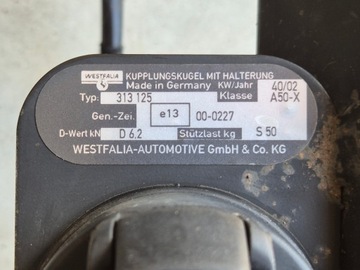 WESTFALIA KUPPLUNGSKUGEL MIT HALTERUNG
Made in Germany KW/Jahr 40/02
Typ: 313 125 Klasse A50-X
Gen.-Zei. e13 00-0227
D-Wert kN D 6,2 Stützlast kg S 50
WESTFALIA-AUTOMOTIVE GmbH & Co. KG